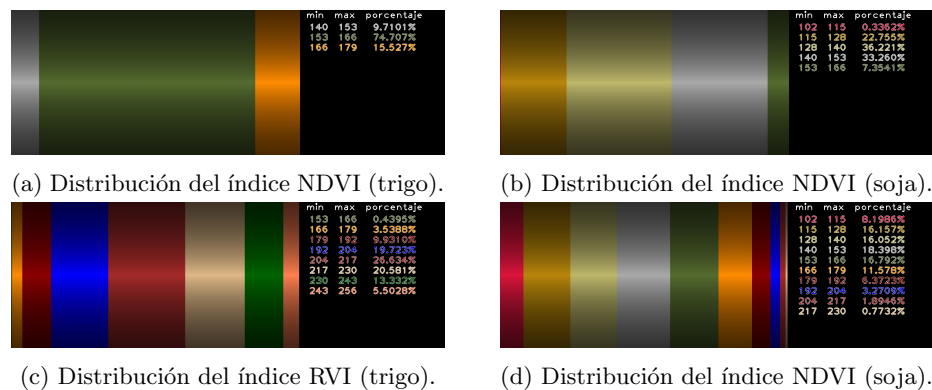 min max porcentaje
140 153 9.7101%
153 166 74.707%
166 179 15.527%
min max porcentaje
102 115 0.3362%
115 128 22.755%
128 140 36.221%
140 153 33.260%
153 166 7.3541%
(a) Distribución del índice NDVI (trigo).
(b) Distribución del índice NDVI (soja).
min max porcentaje
153 166 0.4395%
166 179 3.5388%
179 192 9.9310%
192 204 19.723%
204 217 26.634%
217 230 20.581%
230 243 13.332%
243 256 5.5028%
min max porcentaje
102 115 8.1986%
115 128 16.157%
128 140 16.052%
140 153 18.398%
153 166 16.792%
166 179 11.578%
179 192 6.3723%
192 204 3.2709%
204 217 1.8946%
217 230 0.7732%
(c) Distribución del índice RVI (trigo).
(d) Distribución del índice NDVI (soja).